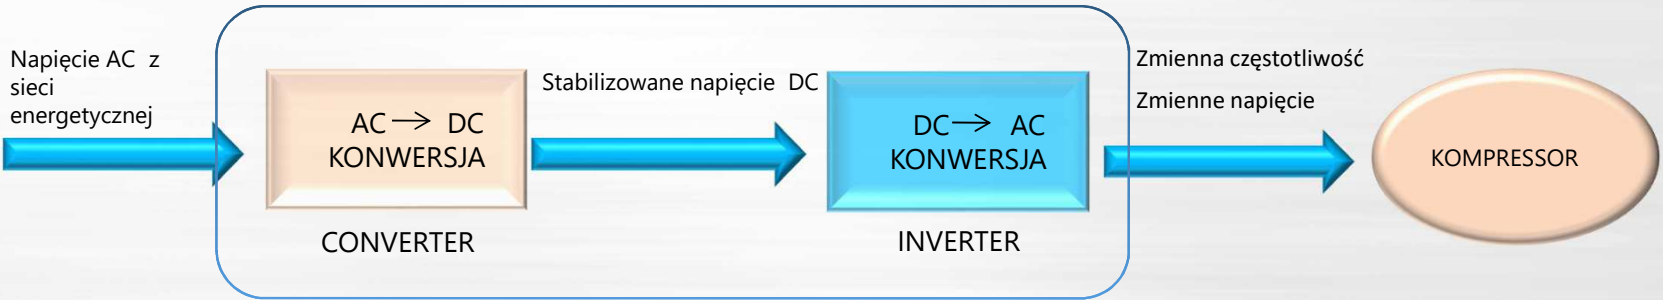 Napięcie AC z
sieci
energetycznej
AC → DC
KONWERSJA
CONVERTER
Stabilizowane napięcie DC
DC → AC
KONWERSJA
INVERTER
Zmienna częstotliwość
Zmienne napięcie
KOMPRESSOR